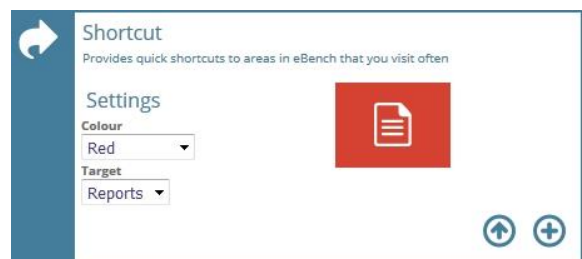 Shortcut
Provides quick shortcuts to areas in eBench that you visit often
Settings
Colour
Red
Target
Reports